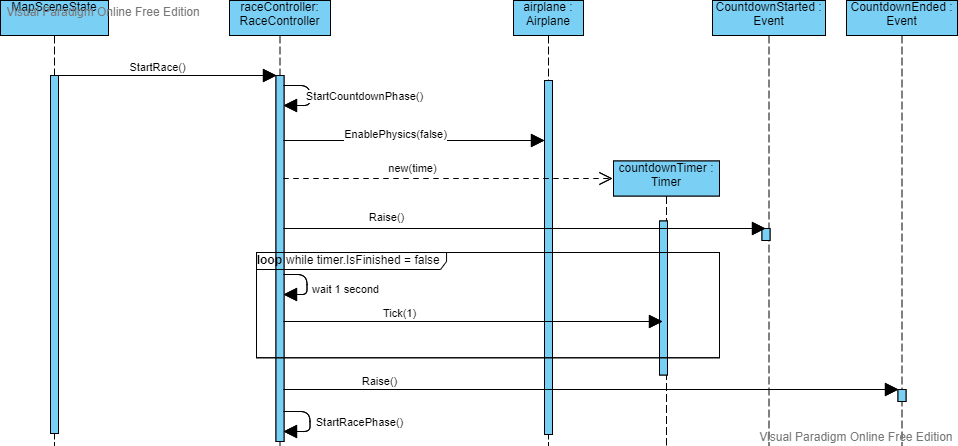 MapSceneState
Visual Paradigm Online Free Edition
raceController:
RaceController
airplane :
Airplane
CountdownStarted :
Event
CountdownEnded :
Event
StartRace()
StartCountdownPhase()
EnablePhysics(false)
new(time)
countdownTimer :
Timer
Raise()
loop while timer.IsFinished = false
wait 1 second
Tick(1)
Raise()
StartRacePhase()
Visual Paradigm Online Free Edition